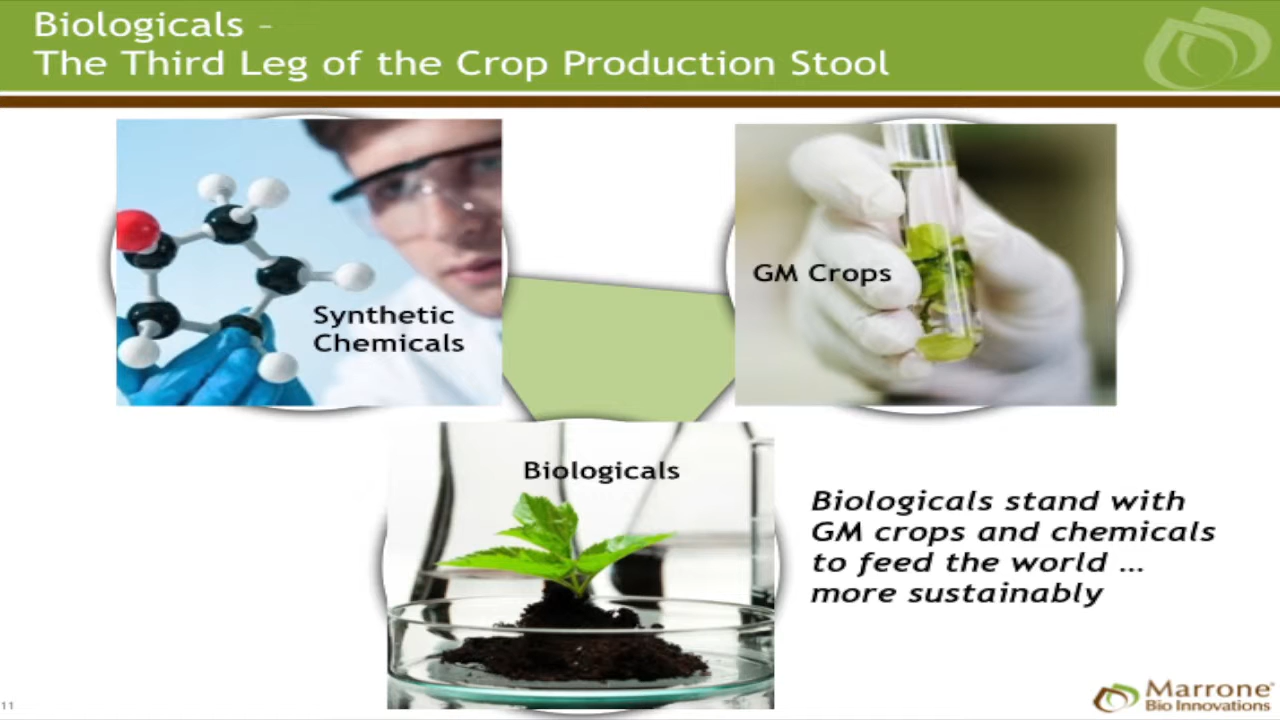 Biologicals –
The Third Leg of the Crop Production Stool
Synthetic
Chemicals
GM Crops
Biologicals
Biologicals stand with
GM crops and chemicals
to feed the world ...
more sustainably
11
Marrone®
Bio Innovations